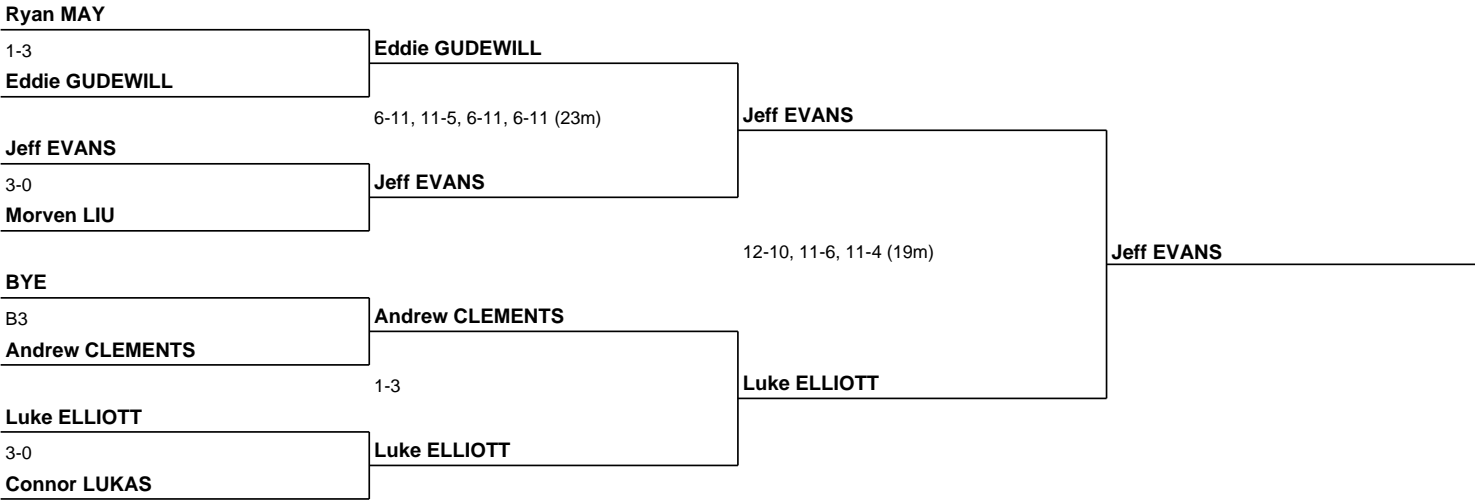 Ryan MAY
1-3
Eddie GUDEWILL
Eddie GUDEWILL
6-11, 11-5, 6-11, 6-11 (23m)
Jeff EVANS
Jeff EVANS
3-0
Jeff EVANS
Morven LIU
12-10, 11-6, 11-4 (19m)
Jeff EVANS
BYE
B3
Andrew CLEMENTS
Andrew CLEMENTS
1-3
Luke ELLIOTT
Luke ELLIOTT
3-0
Luke ELLIOTT
Connor LUKAS